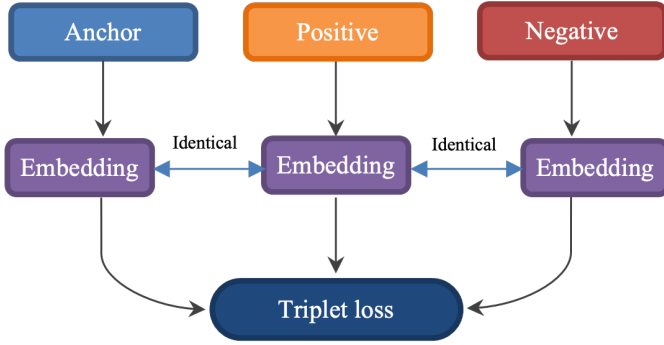 Anchor
Positive
Negative
Identical
Identical
Embedding
Embedding
Embedding
Triplet loss